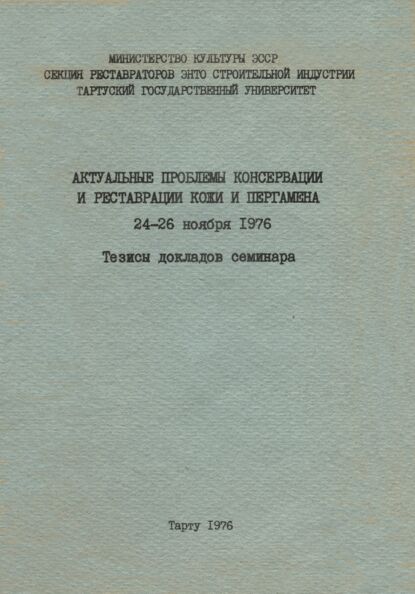 МИНИСТЕРСТВО КУЛЬТУРЫ ЭССР
СЕКЦИЯ РЕСТАВРАТОРОВ ЭНТО СТРОИТЕЛЬНОЙ ИНДУСТРИИ
ТАРТУСКИЙ ГОСУДАРСТВЕННЫЙ УНИВЕРСИТЕТ
АКТУАЛЬНЫЕ ПРОБЛЕМЫ КОНСЕРВАЦИИ
И РЕСТАВРАЦИИ КОЖИ И ПЕРГАМЕНА
24-26 ноября 1976
Тезисы докладов семинара
Тарту 1976